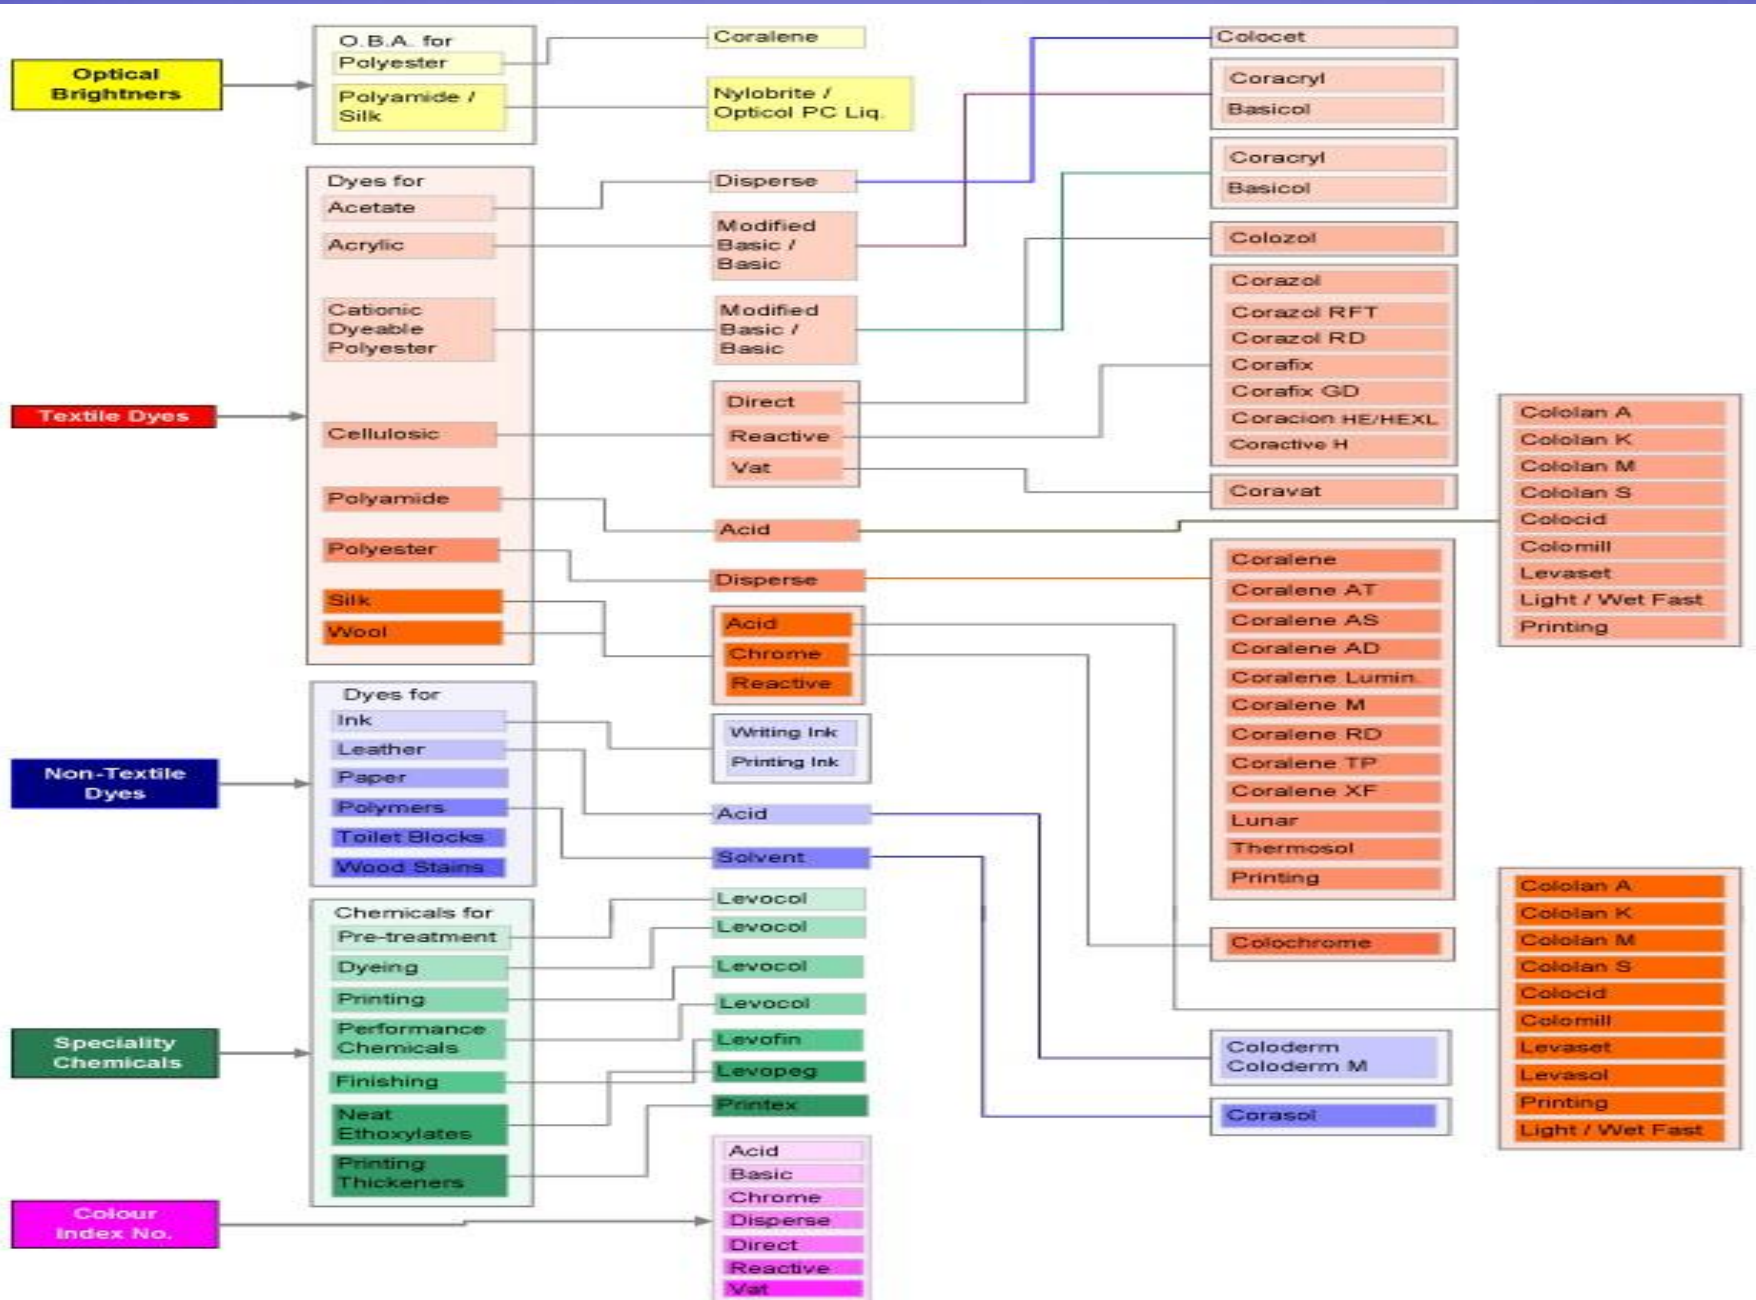 Optical
Brightners
O.B.A. for
Polyester
Polyamide /
Silk
Coralene
Nylobrite /
Opticol PC Liq.
Textile Dyes
Dyes for
Acetate
Acrylic
Cationic
Dyeable
Polyester
Cellulosic
Polyamide
Polyester
Silk
Wool
Disperse
Modified
Basic /
Basic
Modified
Basic /
Basic
Direct
Reactive
Vat
Acid
Disperse
Acid
Chrome
Reactive
Colocet
Coracryl
Basicol
Coracryl
Basicol
Colozol
Corazol
Corazol RFT
Corazol RD
Corafix
Corafix GD
Coracion HE/HEXL
Coractive H
Coravat
Coralene
Coralene AT
Coralene AS
Coralene AD
Coralene Lumin.
Coralene M
Coralene RD
Coralene TP
Coralene XF
Lunar
Thermosol
Printing
Colochrome
Cololan A
Cololan K
Cololan M
Cololan S
Colocid
Colomill
Levaset
Light / Wet Fast
Printing
Cololan A
Cololan K
Cololan M
Cololan S
Colocid
Colomill
Levaset
Levasol
Printing
Light / Wet Fast
Non-Textile
Dyes
Dyes for
Ink
Leather
Paper
Polymers
Toilet Blocks
Wood Stains
Writing Ink
Printing Ink
Acid
Solvent
Coloderm
Coloderm M
Corasol
Speciality
Chemicals
Chemicals for
Pre-treatment
Dyeing
Printing
Performance
Chemicals
Finishing
Neat
Ethoxylates
Printing
Thickeners
Levocol
Levocol
Levocol
Levocol
Levofin
Levopeg
Printex
Colour
Index No.
Acid
Basic
Chrome
Disperse
Direct
Reactive
Vat